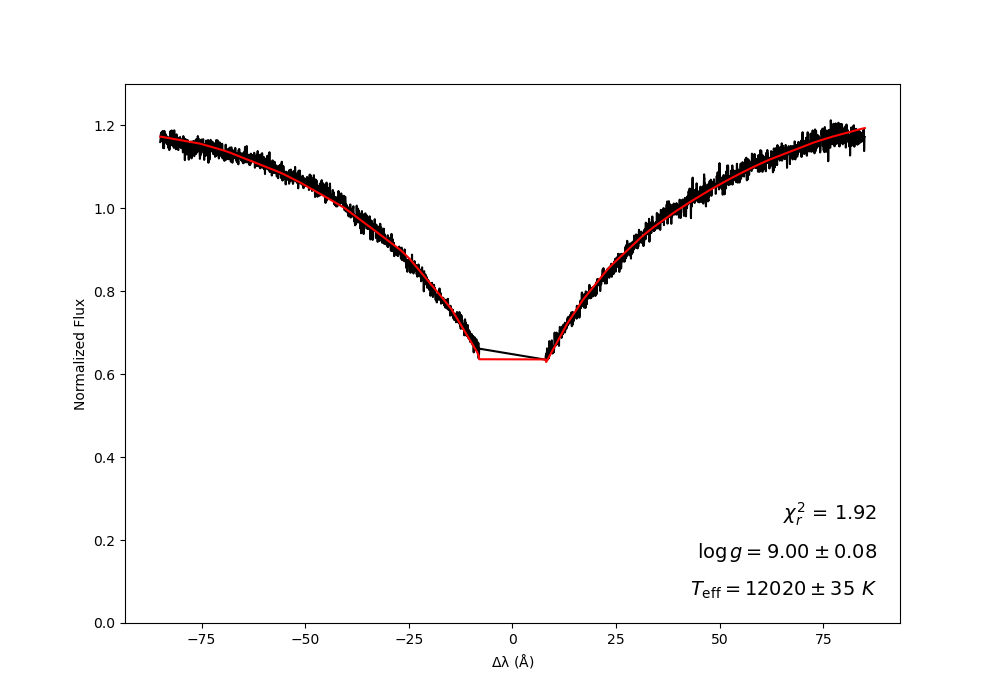 1.2
1.0
0.8
0.6
0.4
0.2
0.0
Normalized Flux
χ²ᵣ = 1.92
log g = 9.00 ± 0.08
T_eff = 12020 ± 35 K
−75 −50 −25 0 25 50 75
Δλ (Å)